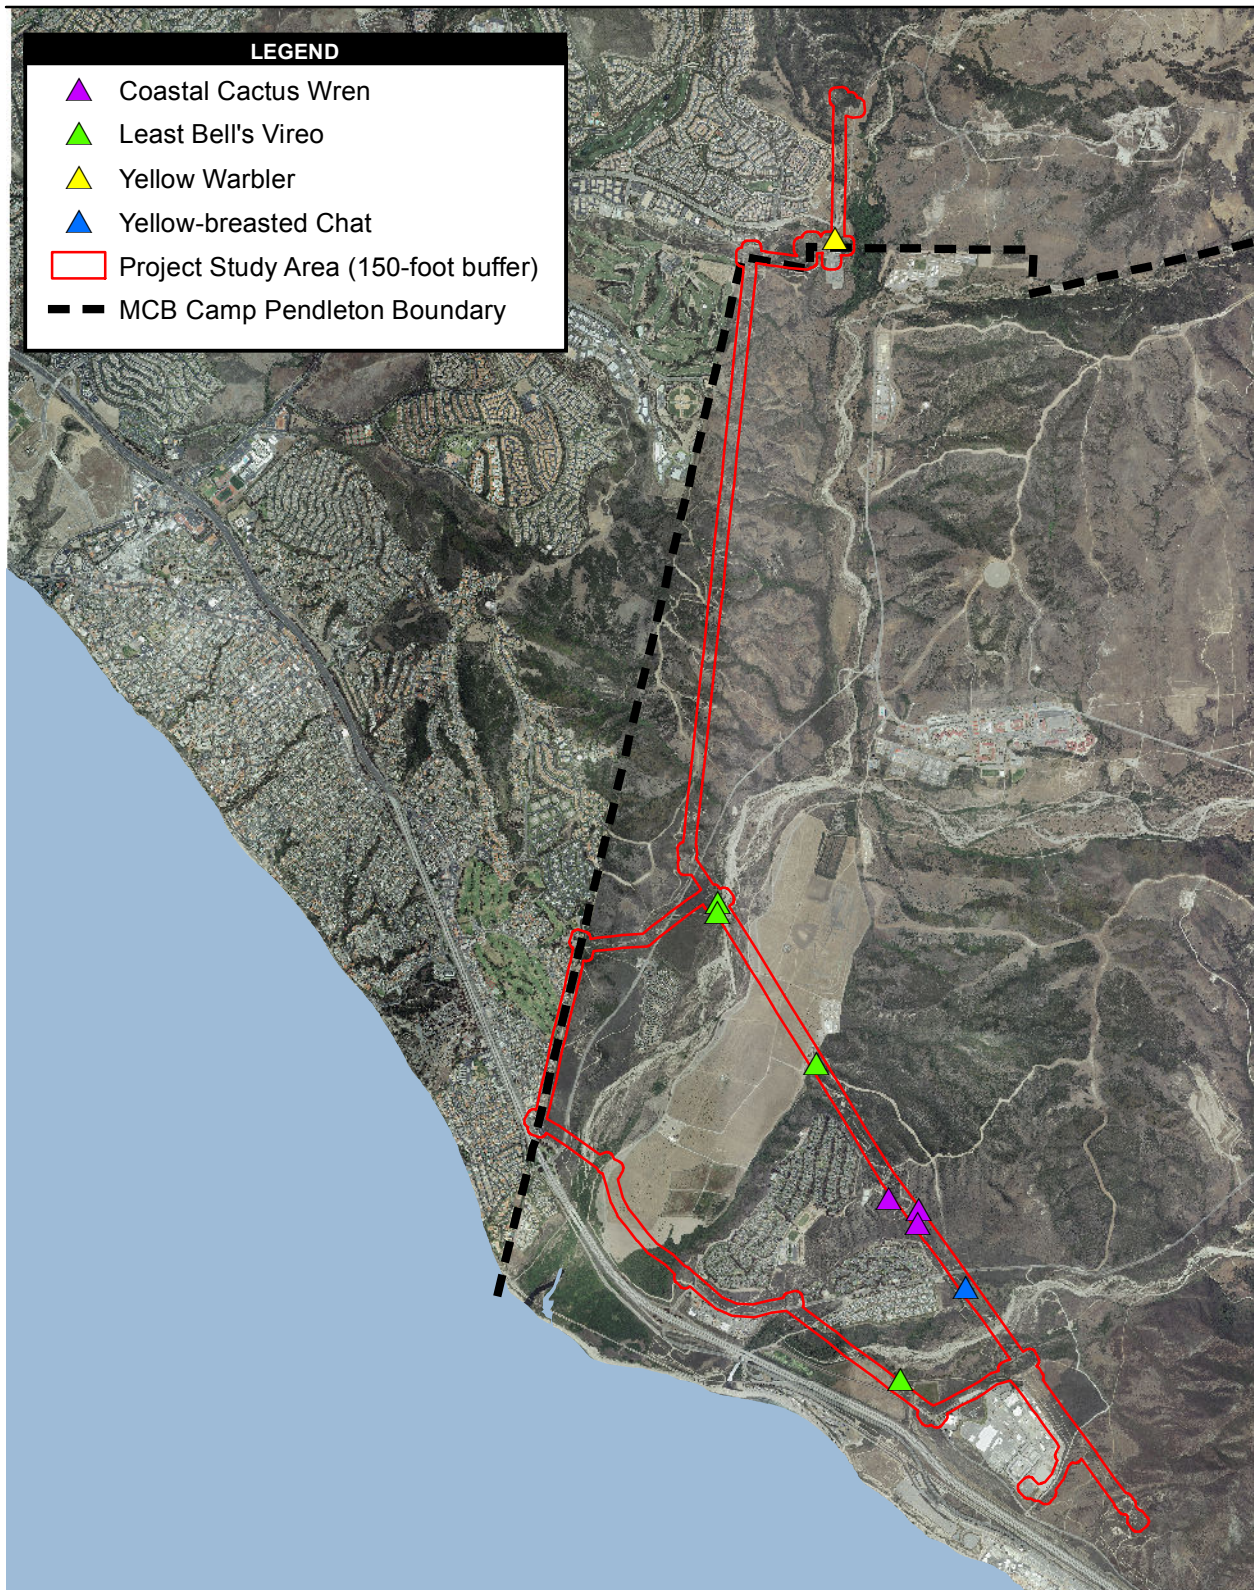 LEGEND
Coastal Cactus Wren
Least Bell's Vireo
Yellow Warbler
Yellow-breasted Chat
Project Study Area (150-foot buffer)
MCB Camp Pendleton Boundary